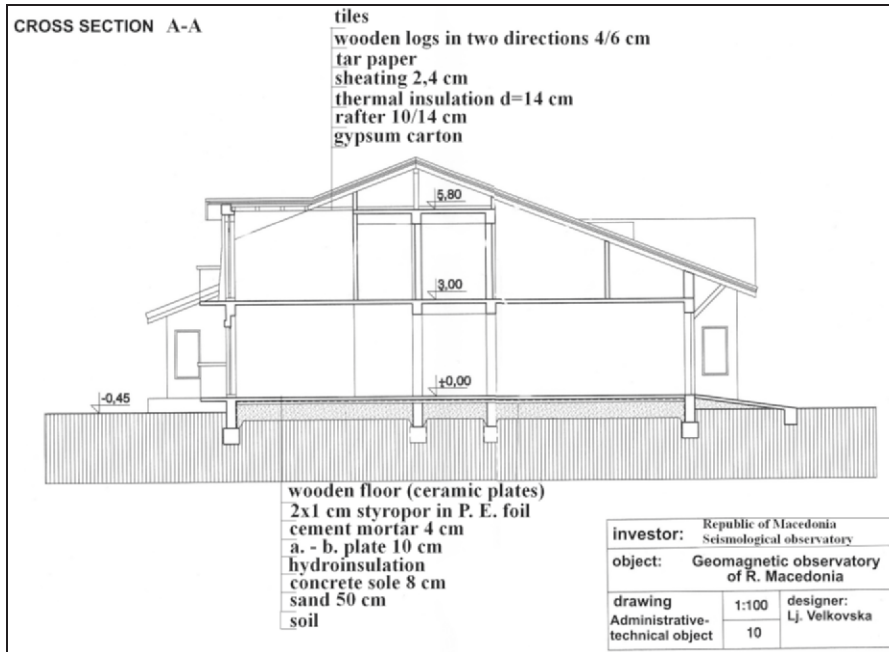 CROSS SECTION A-A
tiles
wooden logs in two directions 4/6 cm
tar paper
sheating 2,4 cm
thermal insulation d=14 cm
rafter 10/14 cm
gypsum carton
5,80
3,00
±0,00
-0,45
wooden floor (ceramic plates)
2x1 cm styropor in P. E. foil
cement mortar 4 cm
a. - b. plate 10 cm
hydroinsulation
concrete sole 8 cm
sand 50 cm
soil
investor: Republic of Macedonia
Seismological observatory
object: Geomagnetic observatory
of R. Macedonia
drawing
Administrative-
technical object
1:100
10
designer:
Lj. Velkovska